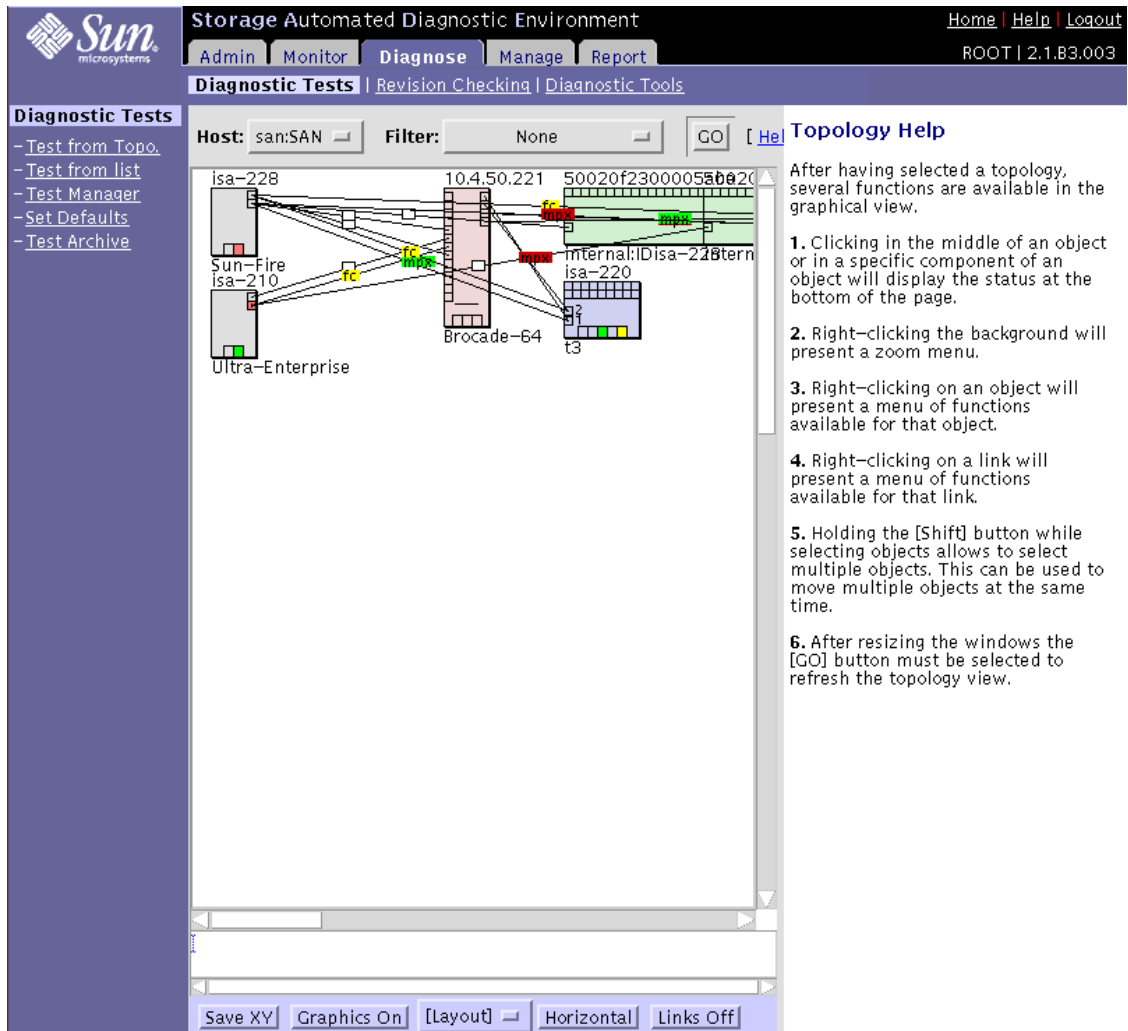 Sun
microsystems
Storage Automated Diagnostic Environment
Home | Help | Logout
Admin Monitor Diagnose Manage Report
ROOT | 2.1.B3.003
Diagnostic Tests | Revision Checking | Diagnostic Tools
Diagnostic Tests
– Test from Topo.
– Test from list
– Test Manager
– Set Defaults
– Test Archive
Host: san:SAN Filter: None GO [ Hel
isa-228 10.4.50.221
fc
mpx
mpx
fc
mpx
mpx
fc
Sun-Fire
isa-210
isa-220
2
1
Brocade-64
t3
Ultra-Enterprise
Save XY Graphics On [Layout] Horizontal Links Off
Topology Help
After having selected a topology,
several functions are available in the
graphical view.
1. Clicking in the middle of an object
or in a specific component of an
object will display the status at the
bottom of the page.
2. Right-clicking the background will
present a zoom menu.
3. Right-clicking on an object will
present a menu of functions
available for that object.
4. Right-clicking on a link will
present a menu of functions
available for that link.
5. Holding the [Shift] button while
selecting objects allows to select
multiple objects. This can be used to
move multiple objects at the same
time.
6. After resizing the windows the
[GO] button must be selected to
refresh the topology view.